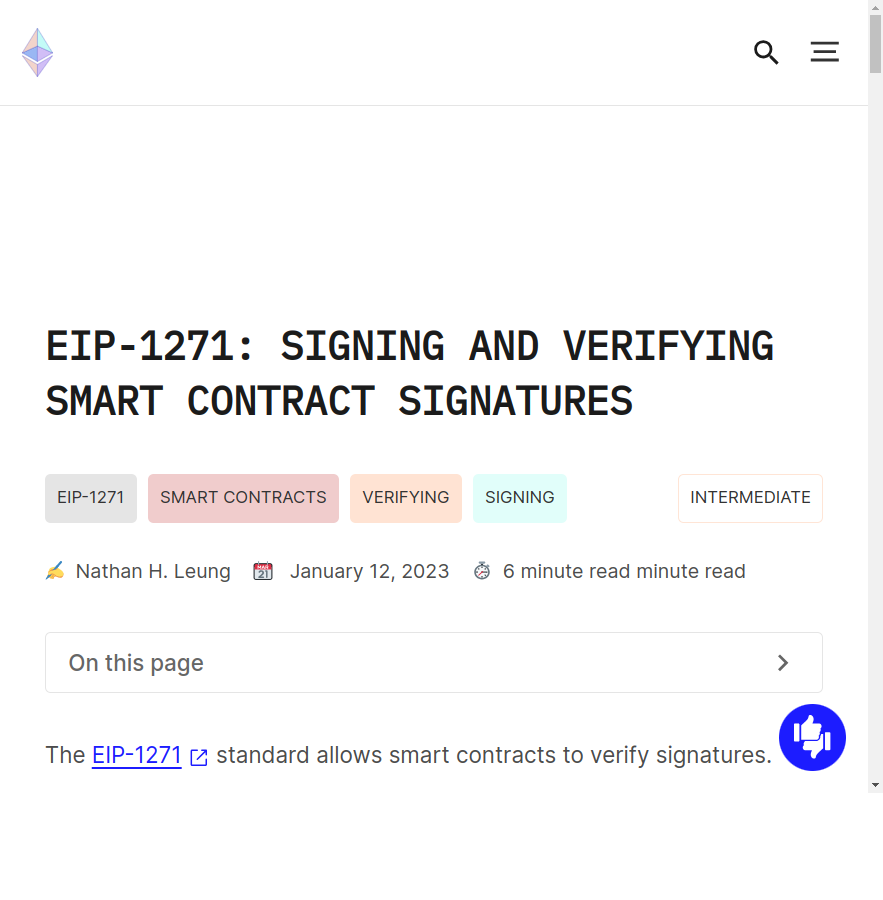 EIP-1271: SIGNING AND VERIFYING
SMART CONTRACT SIGNATURES
EIP-1271 SMART CONTRACTS VERIFYING SIGNING INTERMEDIATE
Nathan H. Leung January 12, 2023 6 minute read minute read
On this page
The EIP-1271 standard allows smart contracts to verify signatures.